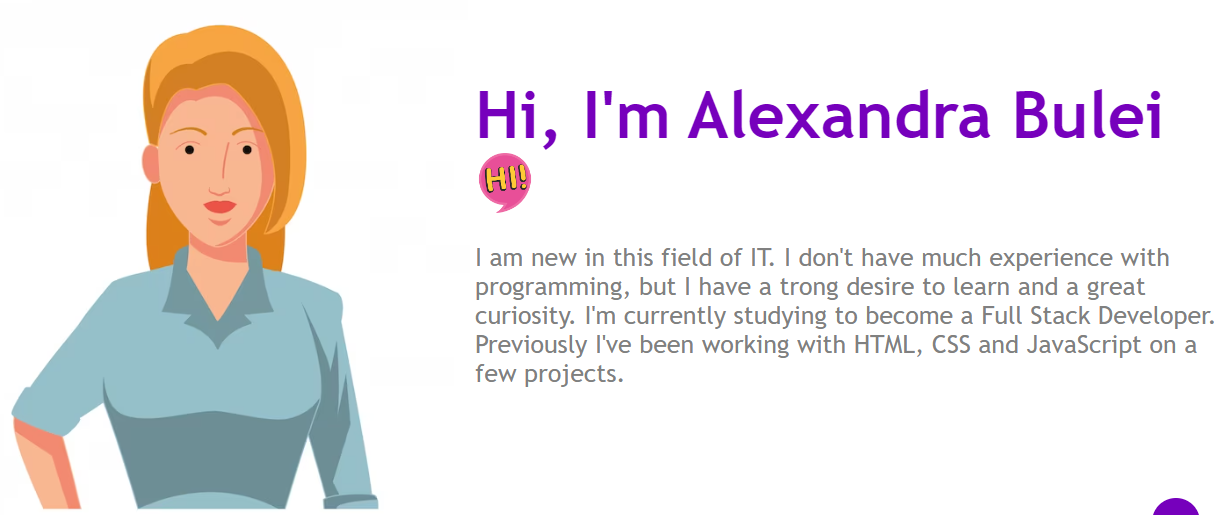 Hi, I'm Alexandra Bulei
HI!
I am new in this field of IT. I don't have much experience with
programming, but I have a trong desire to learn and a great
curiosity. I'm currently studying to become a Full Stack Developer.
Previously I've been working with HTML, CSS and JavaScript on a
few projects.